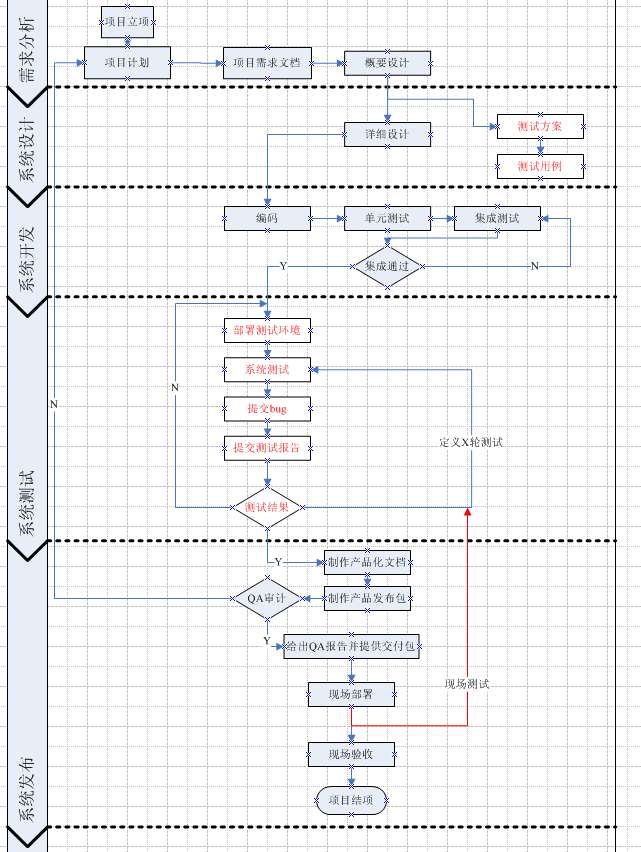 需求分析
项目立项
项目计划
项目需求文档
概要设计
系统设计
详细设计
测试方案
测试用例
系统开发
编码
单元测试
集成测试
集成通过
Y
N
系统测试
部署测试环境
系统测试
N
提交bug
N
提交测试报告
定义X轮测试
测试结果
系统发布
Y
制作产品化文档
QA审计
制作产品发布包
Y
给出QA报告并提供交付包
现场测试
现场部署
现场验收
项目结项